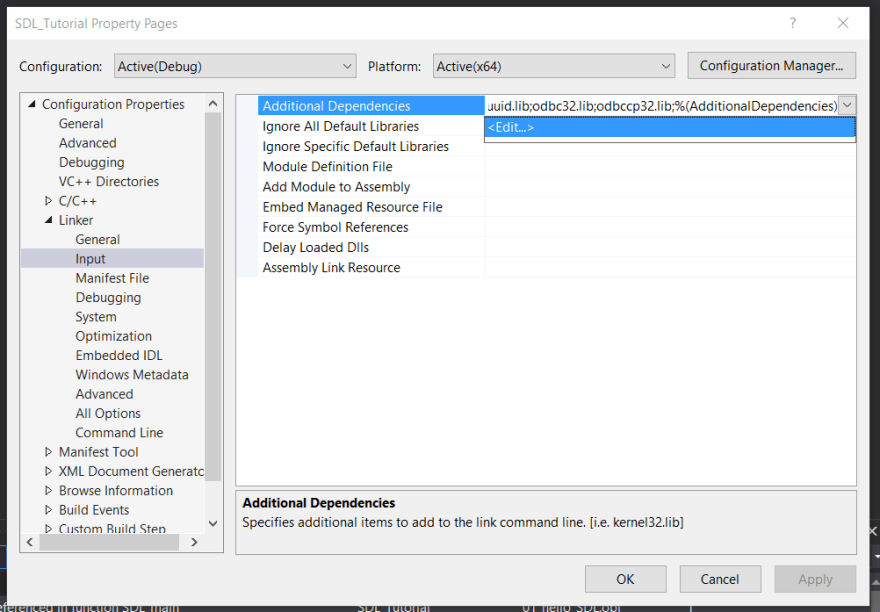 SDL_Tutorial Property Pages
Configuration: Active(Debug) Platform: Active(x64) Configuration Manager...
Configuration Properties
General
Advanced
Debugging
VC++ Directories
C/C++
Linker
General
Input
Manifest File
Debugging
System
Optimization
Embedded IDL
Windows Metadata
Advanced
All Options
Command Line
Manifest Tool
XML Document Generatc
Browse Information
Build Events
Custom Build Step
Additional Dependencies uuid.lib;odbc32.lib;odbccp32.lib;%(AdditionalDependencies)
<Edit...>
Ignore All Default Libraries
Ignore Specific Default Libraries
Module Definition File
Add Module to Assembly
Embed Managed Resource File
Force Symbol References
Delay Loaded Dlls
Assembly Link Resource
Additional Dependencies
Specifies additional items to add to the link command line. [i.e. kernel32.lib]
OK Cancel Apply
eferenced in function SDL_main SDL_Tutorial 01_hello_SDL.obj